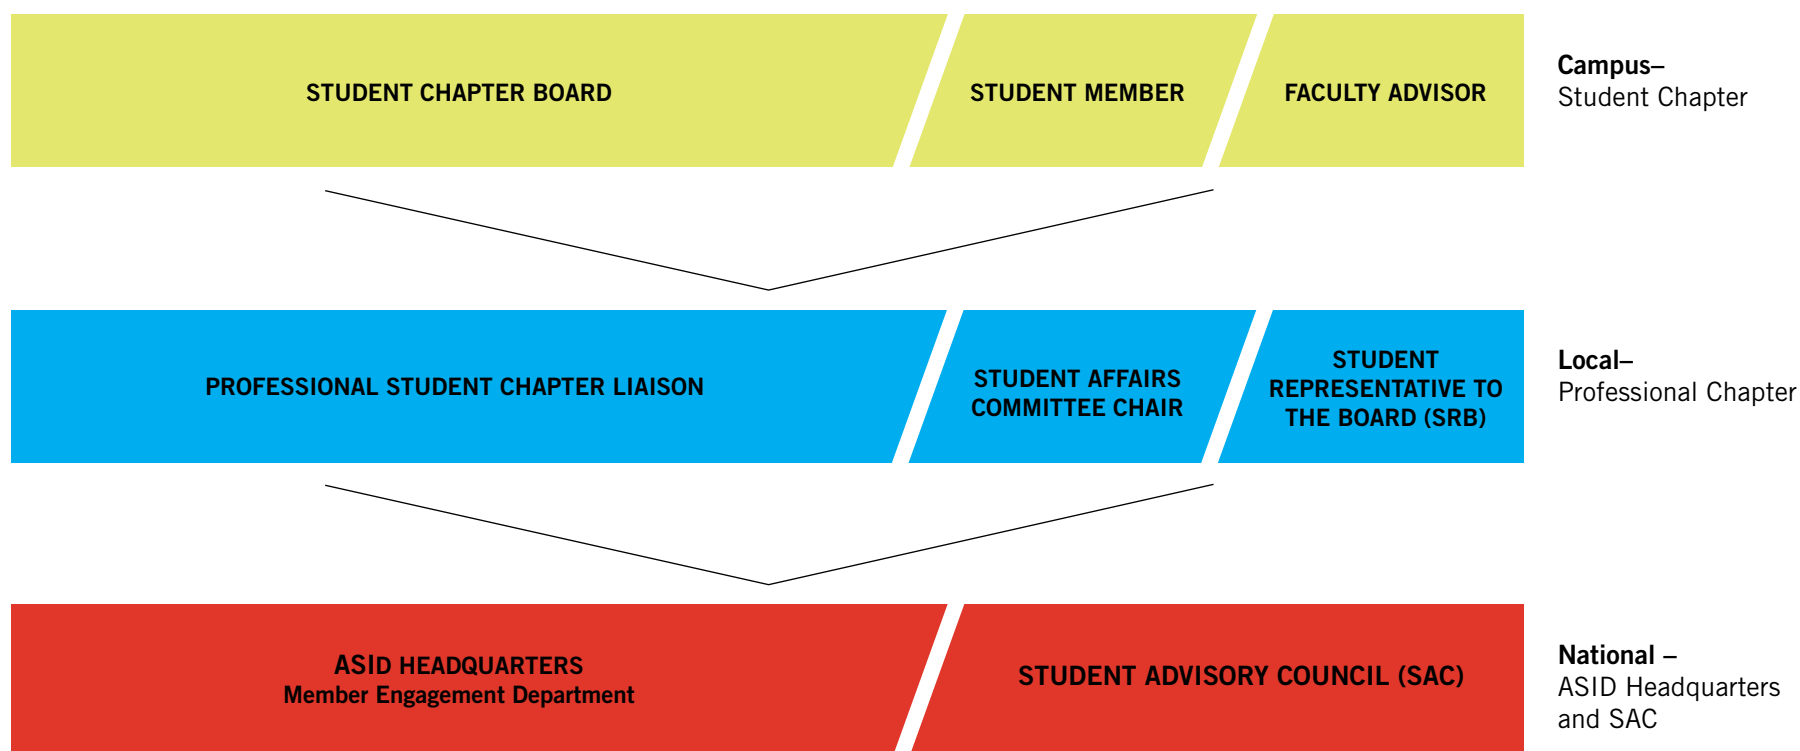 STUDENT CHAPTER BOARD
STUDENT MEMBER
FACULTY ADVISOR
Campus–
Student Chapter
PROFESSIONAL STUDENT CHAPTER LIAISON
STUDENT AFFAIRS
COMMITTEE CHAIR
STUDENT
REPRESENTATIVE TO
THE BOARD (SRB)
Local–
Professional Chapter
ASID HEADQUARTERS
Member Engagement Department
STUDENT ADVISORY COUNCIL (SAC)
National –
ASID Headquarters
and SAC